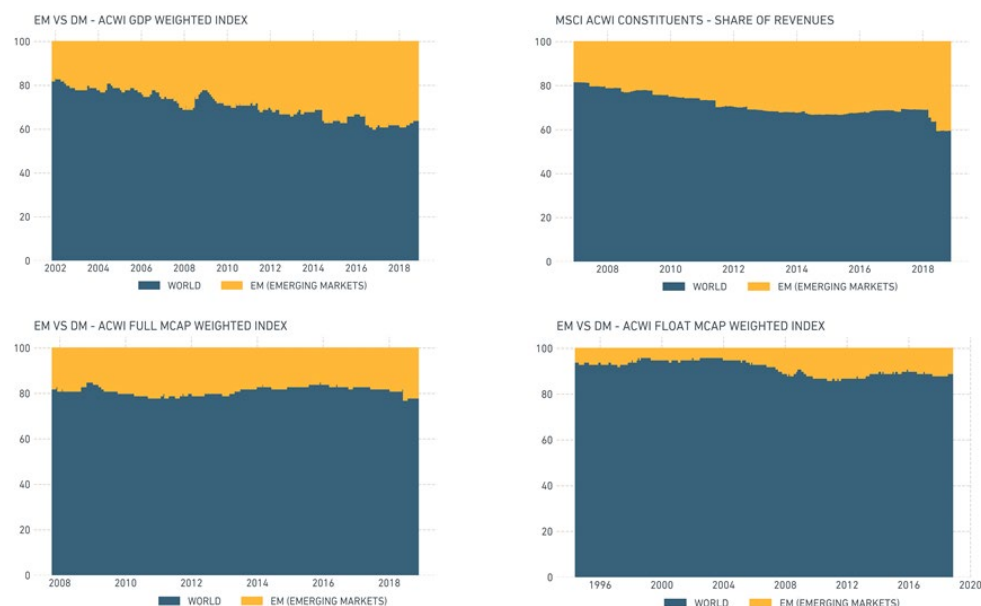 EM VS DM - ACWI GDP WEIGHTED INDEX
100
80
60
40
20
0
2002 2004 2006 2008 2010 2012 2014 2016 2018
WORLD EM (EMERGING MARKETS)
MSCI ACWI CONSTITUENTS - SHARE OF REVENUES
100
80
60
40
20
0
2008 2010 2012 2014 2016 2018
WORLD EM (EMERGING MARKETS)
EM VS DM - ACWI FULL MCAP WEIGHTED INDEX
100
80
60
40
20
0
2008 2010 2012 2014 2016 2018
WORLD EM (EMERGING MARKETS)
EM VS DM - ACWI FLOAT MCAP WEIGHTED INDEX
100
80
60
40
20
0
1996 2000 2004 2008 2012 2016 2020
WORLD EM (EMERGING MARKETS)